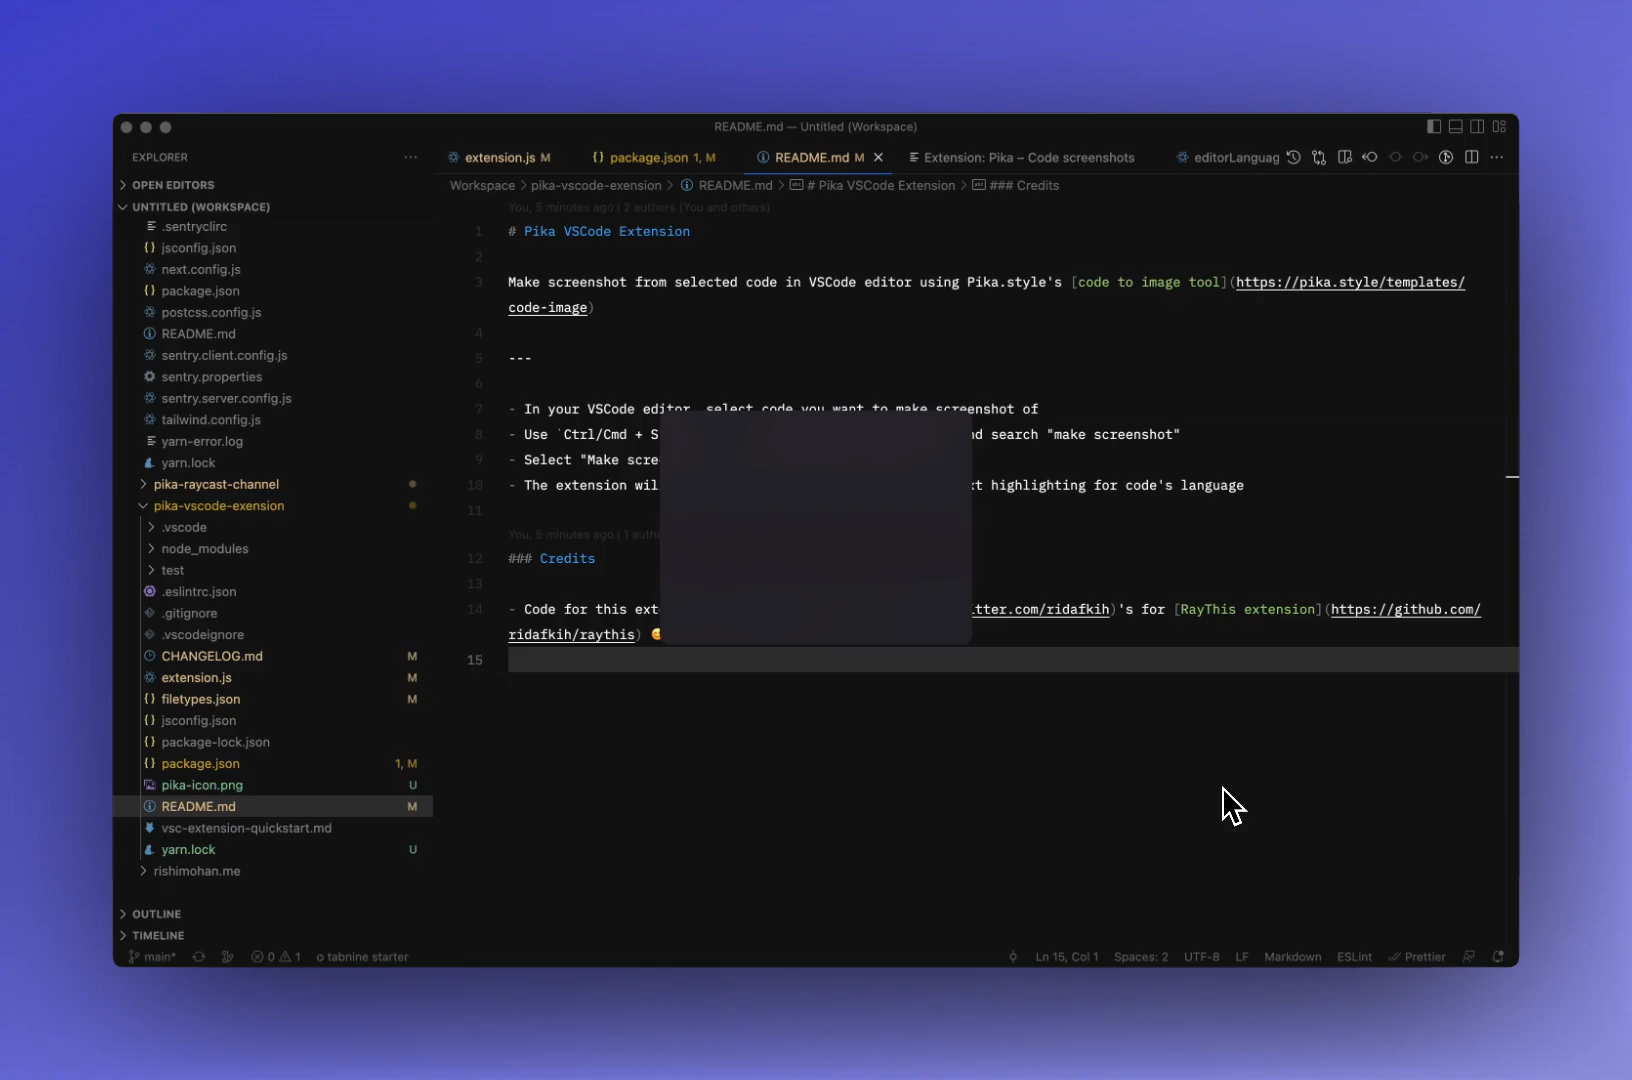 README.md — Untitled (Workspace)
EXPLORER
OPEN EDITORS
UNTITLED (WORKSPACE)
.sentryclirc
jsconfig.json
next.config.js
package.json
postcss.config.js
README.md
sentry.client.config.js
sentry.properties
sentry.server.config.js
tailwind.config.js
yarn-error.log
yarn.lock
pika-raycast-channel
pika-vscode-exension
.vscode
node_modules
test
.eslintrc.json
.gitignore
.vscodeignore
CHANGELOG.md M
extension.js M
filetypes.json M
jsconfig.json
package-lock.json
package.json 1, M
pika-icon.png U
README.md M
vsc-extension-quickstart.md
yarn.lock U
rishimohan.me
OUTLINE
TIMELINE
extension.js M package.json 1, M README.md M Extension: Pika – Code screenshots editorLanguag
Workspace > pika-vscode-exension > README.md > # Pika VSCode Extension > ### Credits
You, 5 minutes ago | 2 authors (You and others)
1 # Pika VSCode Extension
2
3 Make screenshot from selected code in VSCode editor using Pika.style's [code to image tool](https://pika.style/templates/
code-image)
4
5 ---
6
7 - In your VSCode editor, select code you want to make screenshot of
8 - Use `Ctrl/Cmd + S nd search "make screenshot"
9 - Select "Make scre
10 - The extension wil xt highlighting for code's language
11
You, 5 minutes ago | 1 autho
12 ### Credits
13
14 - Code for this ext itter.com/ridafkih)'s for [RayThis extension](https://github.com/
ridafkih/raythis)
15
main* 0 1 tabnine starter Ln 15, Col 1 Spaces: 2 UTF-8 LF Markdown ESLint Prettier